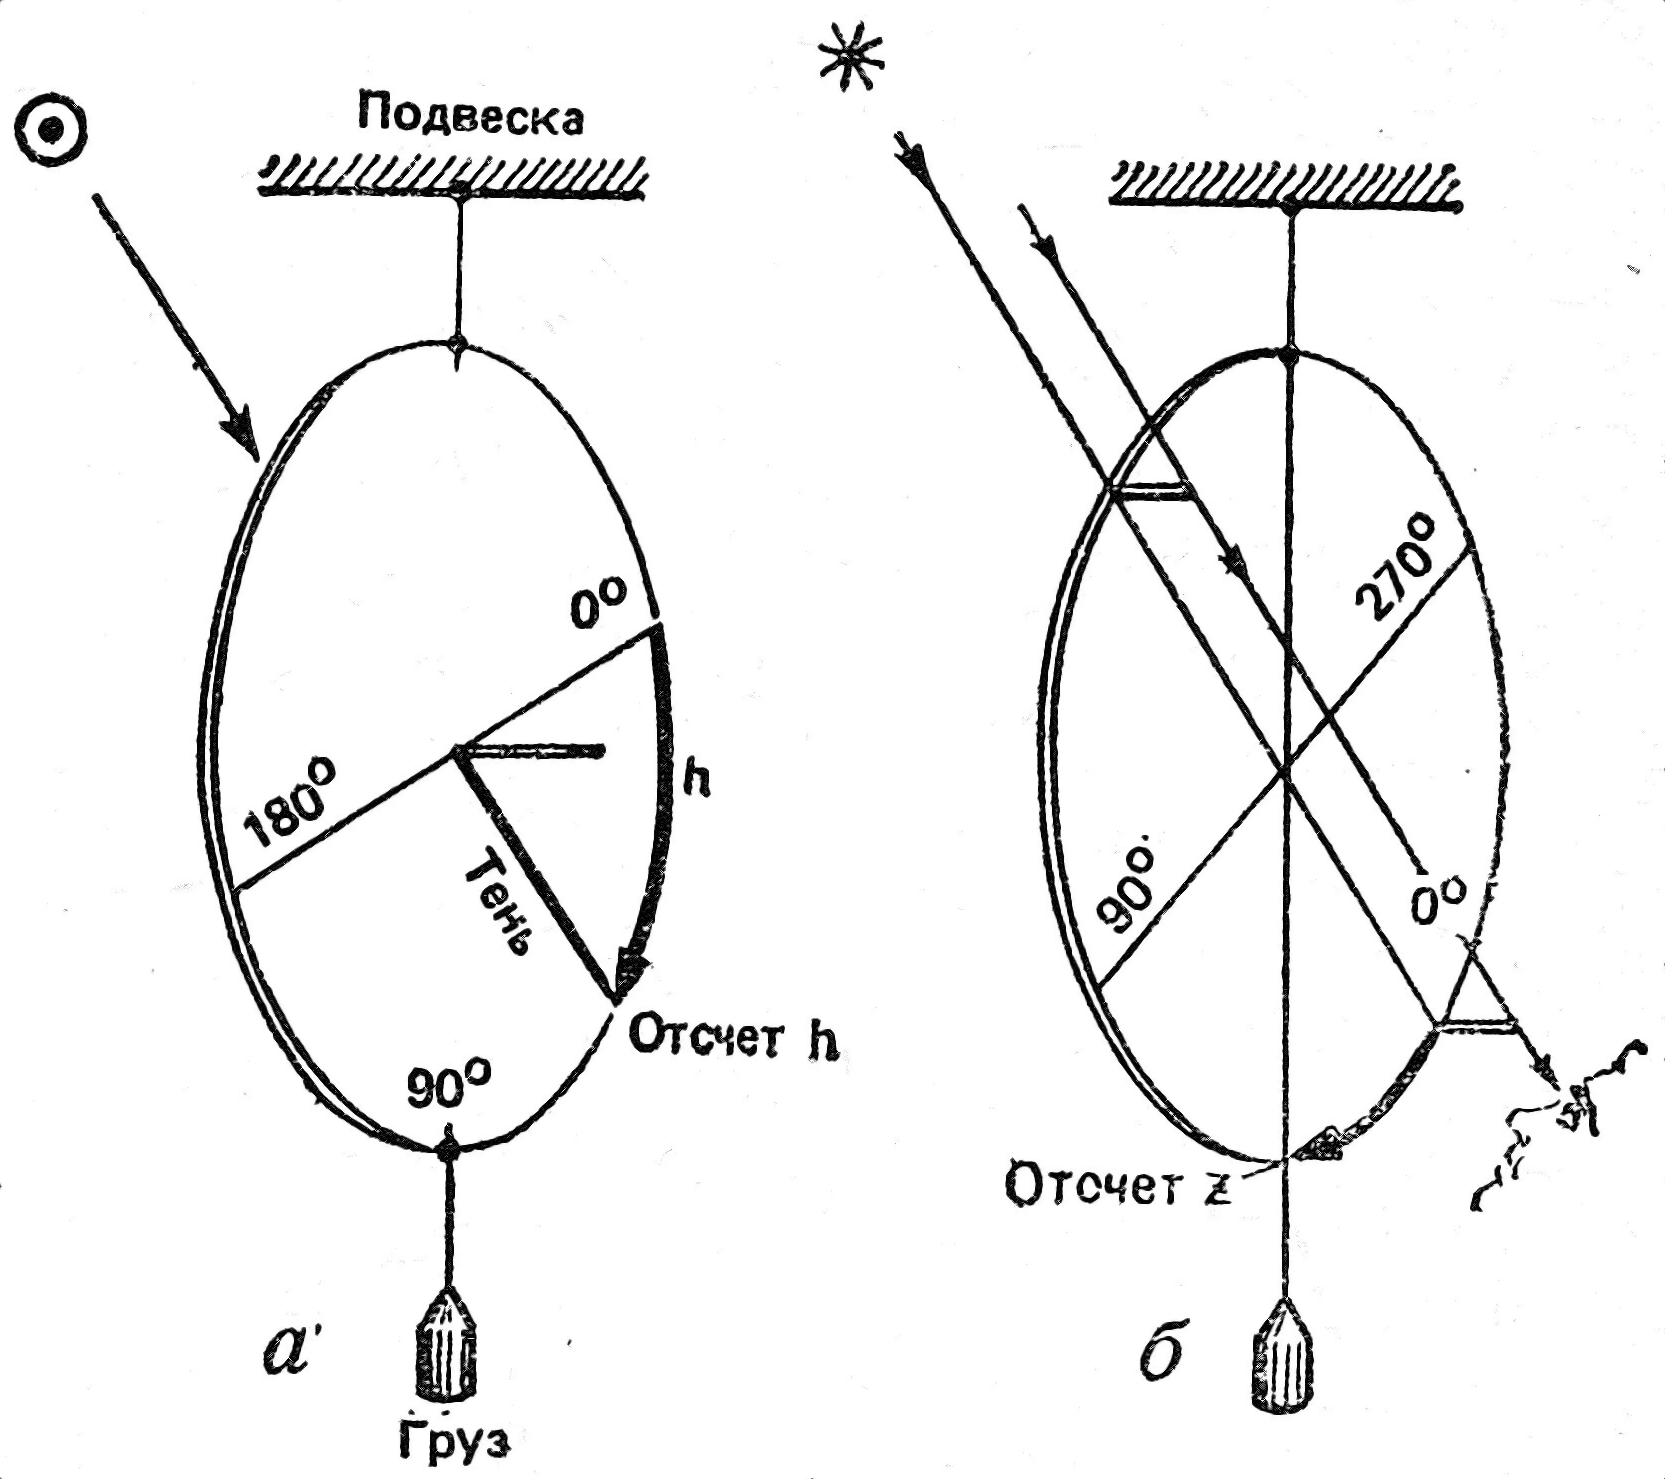 Подвеска
0°
h
180°
Тень
Отсчет h
90°
а
Груз
270°
90°
0°
Отсчет z
б